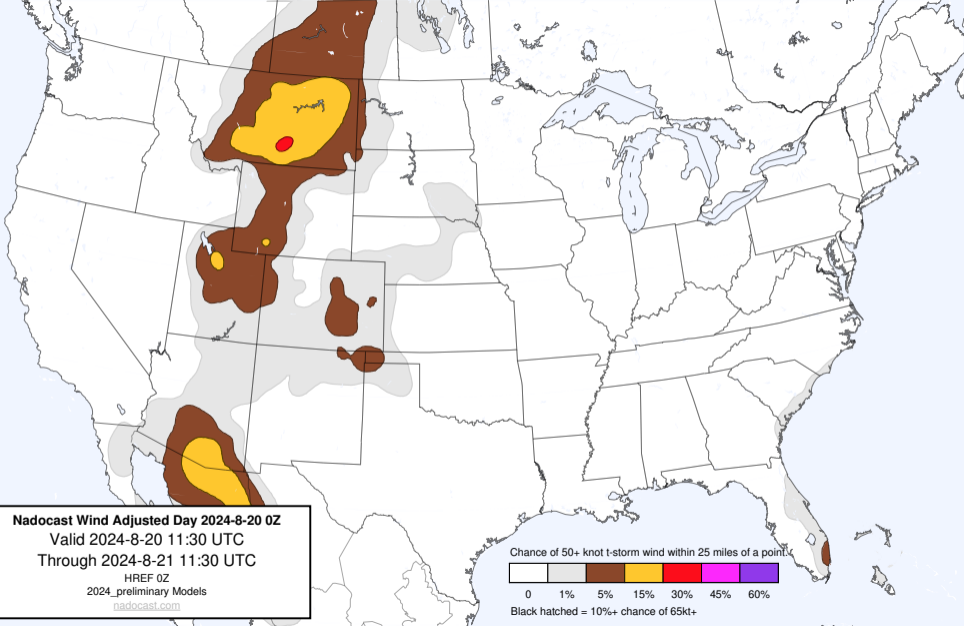 Nadocast Wind Adjusted Day 2024-8-20 0Z
Valid 2024-8-20 11:30 UTC
Through 2024-8-21 11:30 UTC
HREF 0Z
2024_preliminary Models
nadocast.com
Chance of 50+ knot t-storm wind within 25 miles of a point.
0 1% 5% 15% 30% 45% 60%
Black hatched = 10%+ chance of 65kt+